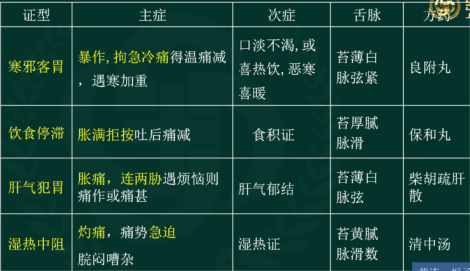 证型 主症 次症 舌脉 方药
寒邪客胃 暴作,拘急冷痛得温痛减,遇寒加重 口淡不渴,或喜热饮,恶寒喜暖 苔薄白 脉弦紧 良附丸
饮食停滞 胀满拒按吐后痛减 食积证 苔厚腻 脉滑 保和丸
肝气犯胃 胀痛，连两胁遇烦恼则痛作或痛甚 肝气郁结 苔薄白 脉弦 柴胡疏肝散
湿热中阻 灼痛，痛势急迫 脘闷嘈杂 湿热证 苔黄腻 脉滑数 清中汤